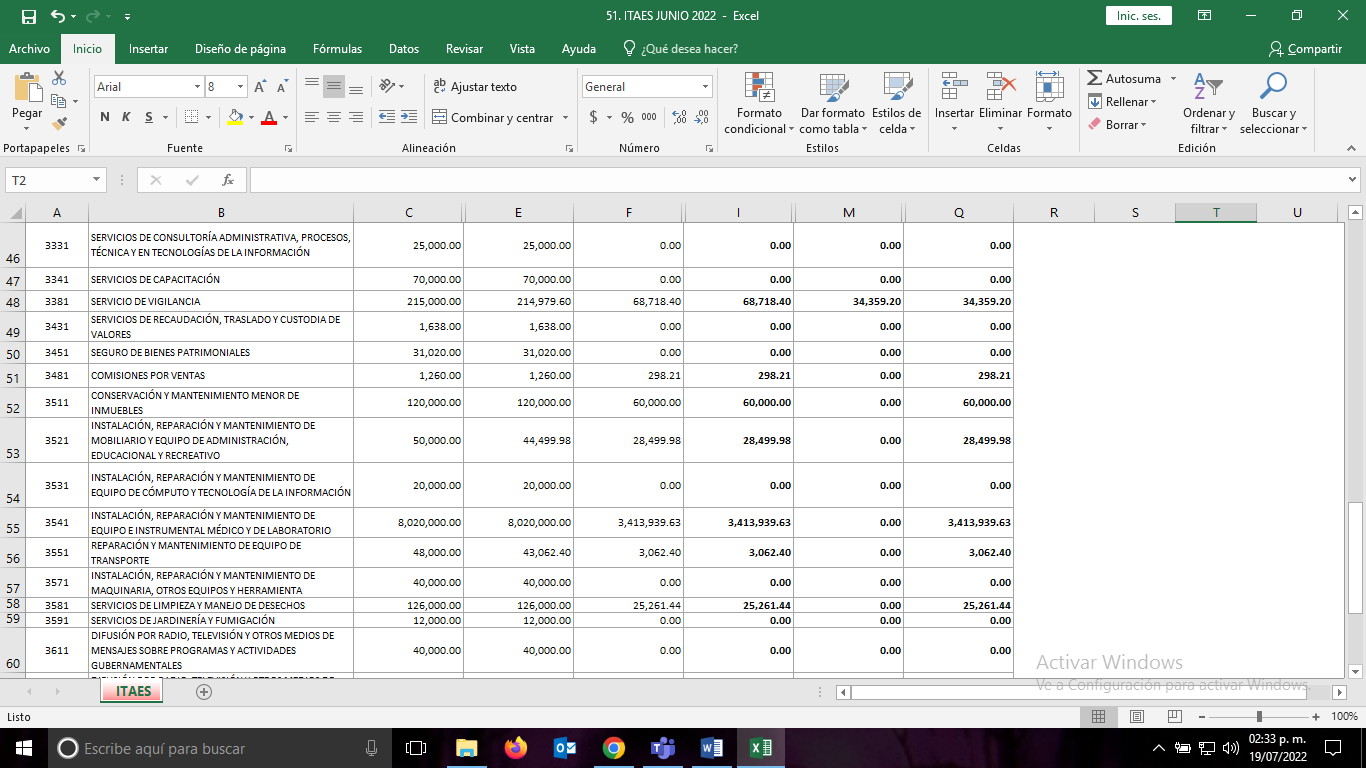 51. ITAES JUNIO 2022 - Excel
Inic. ses.
Archivo Inicio Insertar Diseño de página Fórmulas Datos Revisar Vista Ayuda ¿Qué desea hacer? Compartir
Pegar
Portapapeles
Arial 8 A A
N K S A
Fuente
ab Ajustar texto
Combinar y centrar
Alineación
General
$ % 000
Número
Formato condicional
Dar formato como tabla
Estilos de celda
Estilos
Insertar Eliminar Formato
Celdas
Autosuma
Rellenar
Borrar
Ordenar y filtrar
Buscar y seleccionar
Edición
T2 fx
A B C E F I M Q R S T U
46 3331 SERVICIOS DE CONSULTORÍA ADMINISTRATIVA, PROCESOS, 25,000.00 25,000.00 0.00 0.00 0.00 0.00
TÉCNICA Y EN TECNOLOGÍAS DE LA INFORMACIÓN
47 3341 SERVICIOS DE CAPACITACIÓN 70,000.00 70,000.00 0.00 0.00 0.00 0.00
48 3381 SERVICIO DE VIGILANCIA 215,000.00 214,979.60 68,718.40 68,718.40 34,359.20 34,359.20
49 3431 SERVICIOS DE RECAUDACIÓN, TRASLADO Y CUSTODIA DE 1,638.00 1,638.00 0.00 0.00 0.00 0.00
VALORES
50 3451 SEGURO DE BIENES PATRIMONIALES 31,020.00 31,020.00 0.00 0.00 0.00 0.00
51 3481 COMISIONES POR VENTAS 1,260.00 1,260.00 298.21 298.21 0.00 298.21
52 3511 CONSERVACIÓN Y MANTENIMIENTO MENOR DE 120,000.00 120,000.00 60,000.00 60,000.00 0.00 60,000.00
INMUEBLES
53 3521 INSTALACIÓN, REPARACIÓN Y MANTENIMIENTO DE 50,000.00 44,499.98 28,499.98 28,499.98 0.00 28,499.98
MOBILIARIO Y EQUIPO DE ADMINISTRACIÓN,
EDUCACIONAL Y RECREATIVO
54 3531 INSTALACIÓN, REPARACIÓN Y MANTENIMIENTO DE 20,000.00 20,000.00 0.00 0.00 0.00 0.00
EQUIPO DE CÓMPUTO Y TECNOLOGÍA DE LA INFORMACIÓN
55 3541 INSTALACIÓN, REPARACIÓN Y MANTENIMIENTO DE 8,020,000.00 8,020,000.00 3,413,939.63 3,413,939.63 0.00 3,413,939.63
EQUIPO E INSTRUMENTAL MÉDICO Y DE LABORATORIO
56 3551 REPARACIÓN Y MANTENIMIENTO DE EQUIPO DE 48,000.00 43,062.40 3,062.40 3,062.40 0.00 3,062.40
TRANSPORTE
57 3571 INSTALACIÓN, REPARACIÓN Y MANTENIMIENTO DE 40,000.00 40,000.00 0.00 0.00 0.00 0.00
MAQUINARIA, OTROS EQUIPOS Y HERRAMIENTA
58 3581 SERVICIOS DE LIMPIEZA Y MANEJO DE DESECHOS 126,000.00 126,000.00 25,261.44 25,261.44 0.00 25,261.44
59 3591 SERVICIOS DE JARDINERÍA Y FUMIGACIÓN 12,000.00 12,000.00 0.00 0.00 0.00 0.00
60 3611 DIFUSIÓN POR RADIO, TELEVISIÓN Y OTROS MEDIOS DE 40,000.00 40,000.00 0.00 0.00 0.00 0.00
MENSAJES SOBRE PROGRAMAS Y ACTIVIDADES
GUBERNAMENTALES
Activar Windows
Ve a Configuración para activar Windows.
ITAES
Listo 100%
Escribe aquí para buscar
02:33 p. m.
19/07/2022